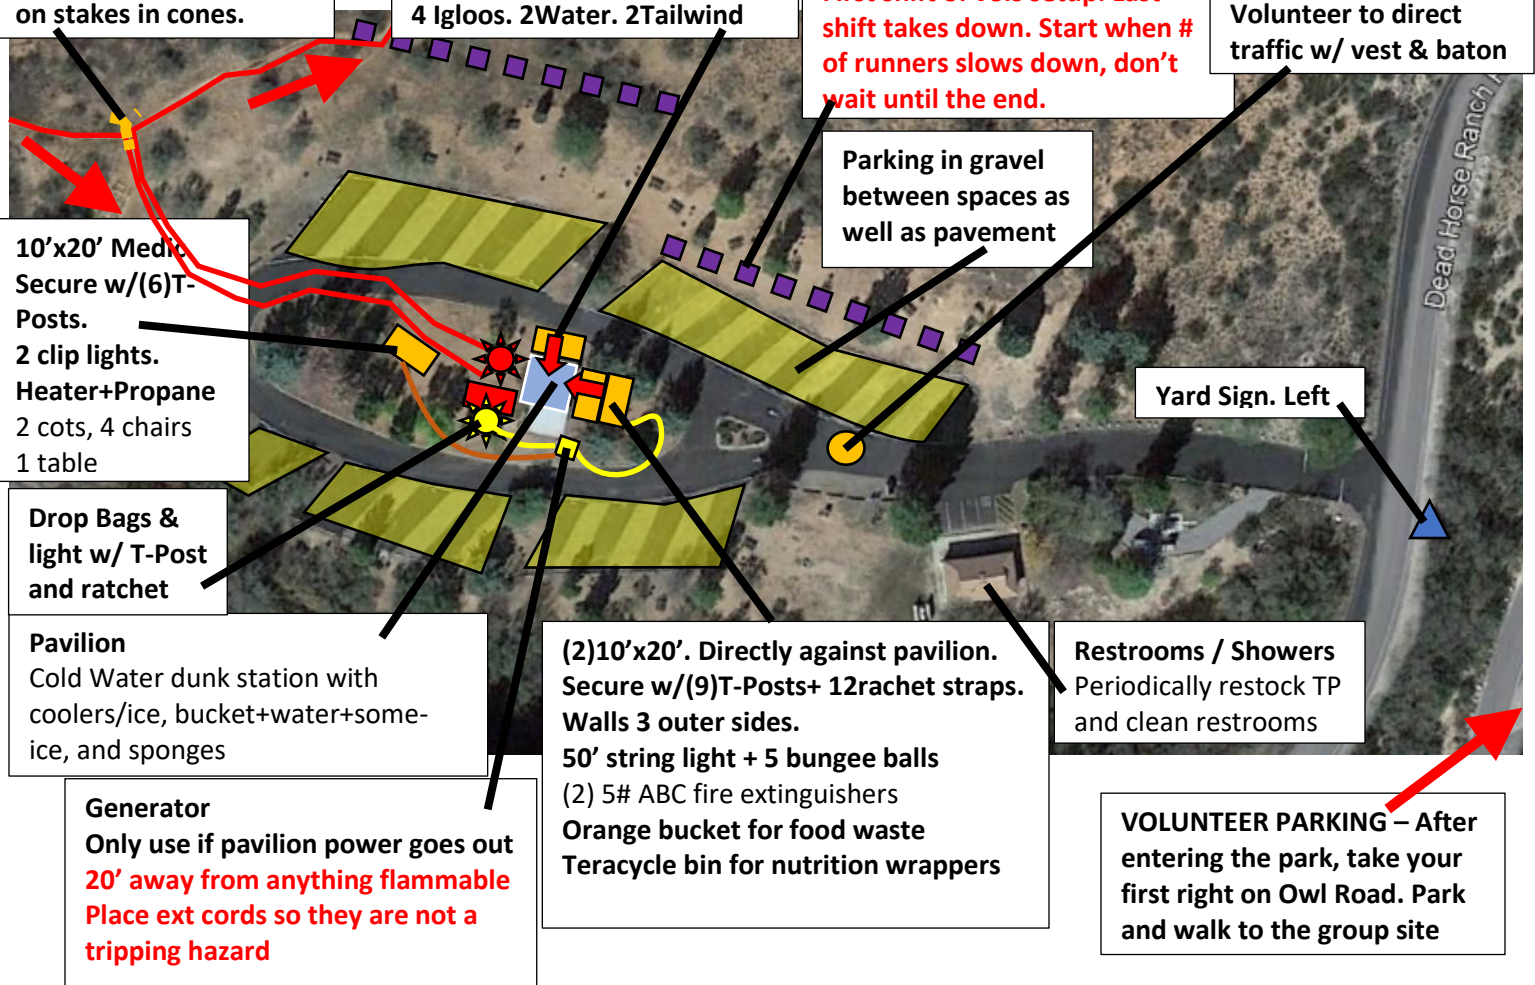 on stakes in cones.
4 Igloos. 2Water. 2Tailwind
shift takes down. Start when #
of runners slows down, don't
wait until the end.
Volunteer to direct
traffic w/ vest & baton
Parking in gravel
between spaces as
well as pavement
Dead Horse Ranch
10'x20' Medic
Secure w/(6)T-
Posts.
2 clip lights.
Heater+Propane
2 cots, 4 chairs
1 table
Yard Sign. Left
Drop Bags &
light w/ T-Post
and ratchet
Pavilion
Cold Water dunk station with
coolers/ice, bucket+water+some-
ice, and sponges
(2)10'x20'. Directly against pavilion.
Secure w/(9)T-Posts+ 12rachet straps.
Walls 3 outer sides.
50' string light + 5 bungee balls
(2) 5# ABC fire extinguishers
Orange bucket for food waste
Teracycle bin for nutrition wrappers
Restrooms / Showers
Periodically restock TP
and clean restrooms
Generator
Only use if pavilion power goes out
20' away from anything flammable
Place ext cords so they are not a
tripping hazard
VOLUNTEER PARKING – After
entering the park, take your
first right on Owl Road. Park
and walk to the group site